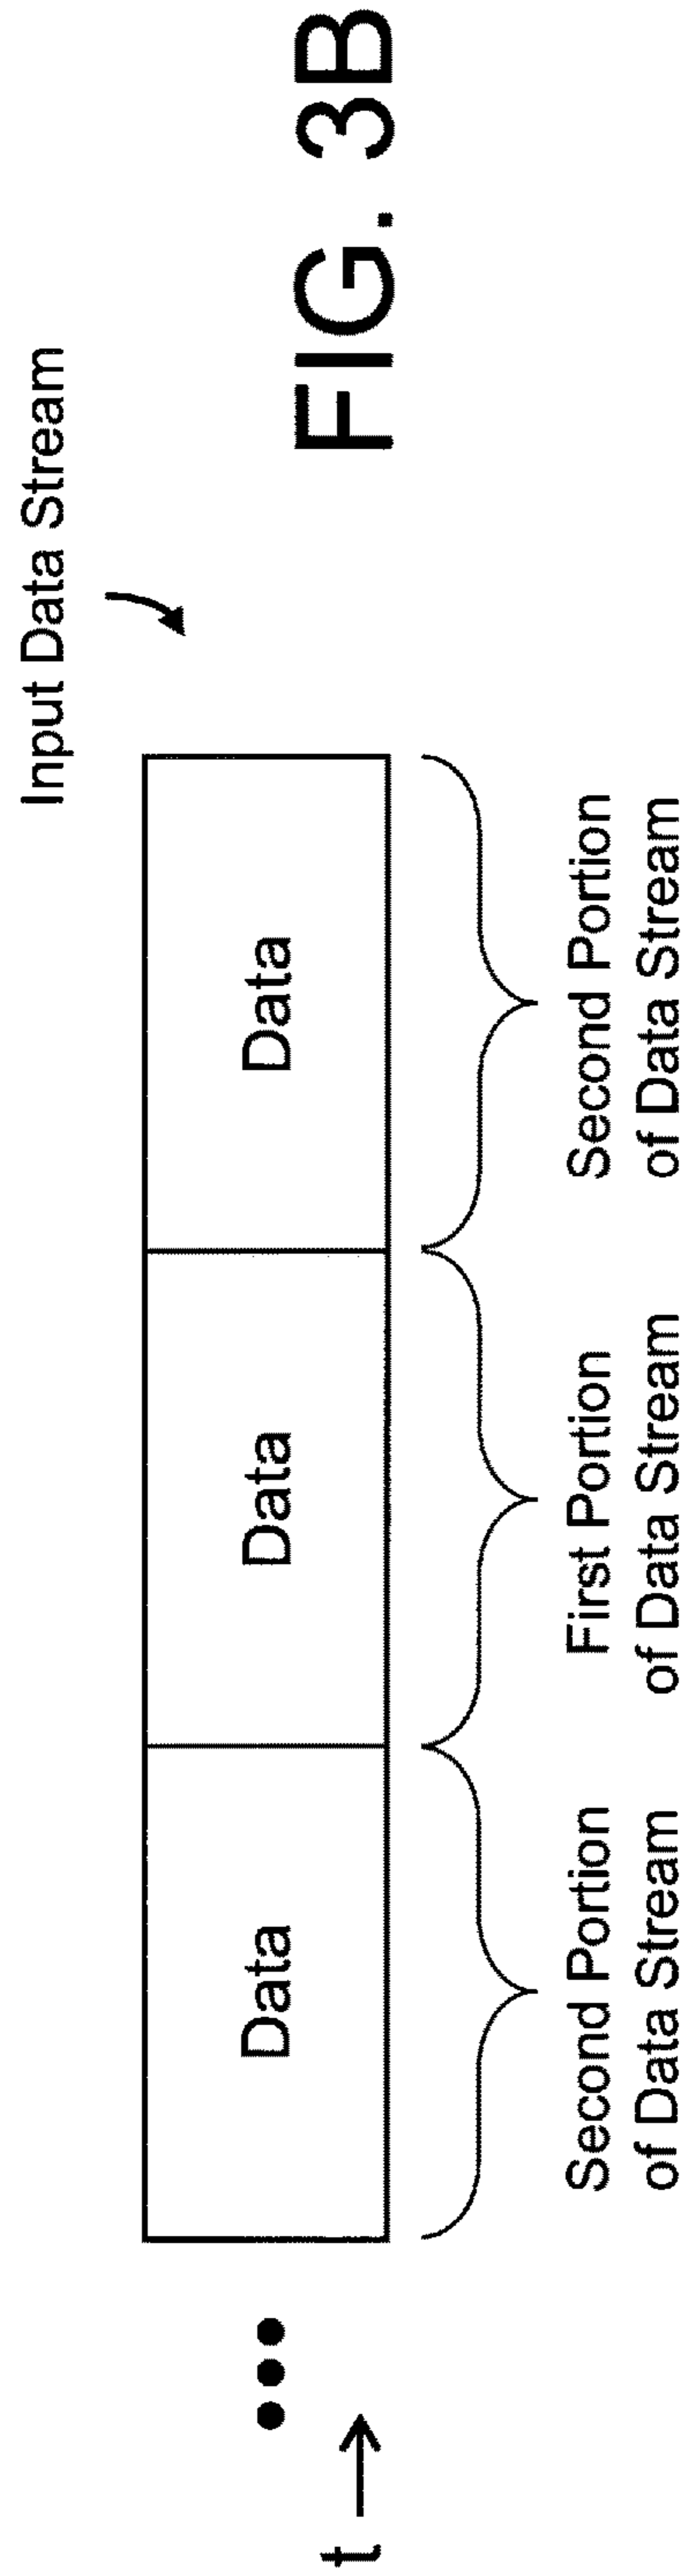 Input Data Stream
Data
Data
Data
Second Portion
of Data Stream
First Portion
of Data Stream
Second Portion
of Data Stream
t
FIG. 3B